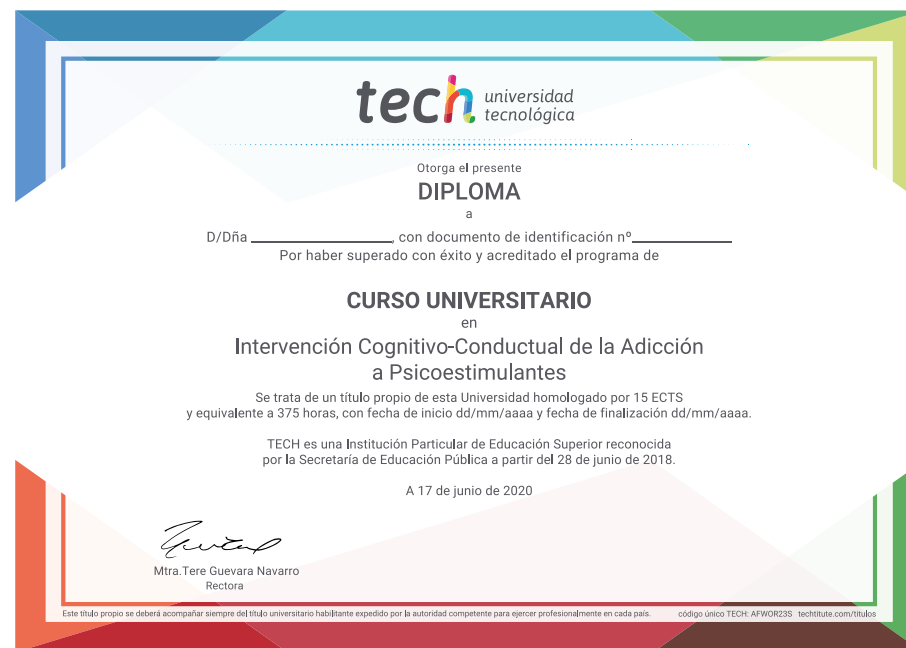 tech universidad
tecnológica
Otorga el presente
DIPLOMA
a
D/Dña ________________, con documento de identificación nº____________
Por haber superado con éxito y acreditado el programa de
CURSO UNIVERSITARIO
en
Intervención Cognitivo-Conductual de la Adicción
a Psicoestimulantes
Se trata de un título propio de esta Universidad homologado por 15 ECTS
y equivalente a 375 horas, con fecha de inicio dd/mm/aaaa y fecha de finalización dd/mm/aaaa.
TECH es una Institución Particular de Educación Superior reconocida
por la Secretaría de Educación Pública a partir del 28 de junio de 2018.
A 17 de junio de 2020
Mtra.Tere Guevara Navarro
Rectora
Este título propio se deberá acompañar siempre del título universitario habilitante expedido por la autoridad competente para ejercer profesionalmente en cada país. código único TECH: AFWOR23S techtitute.com/titulos